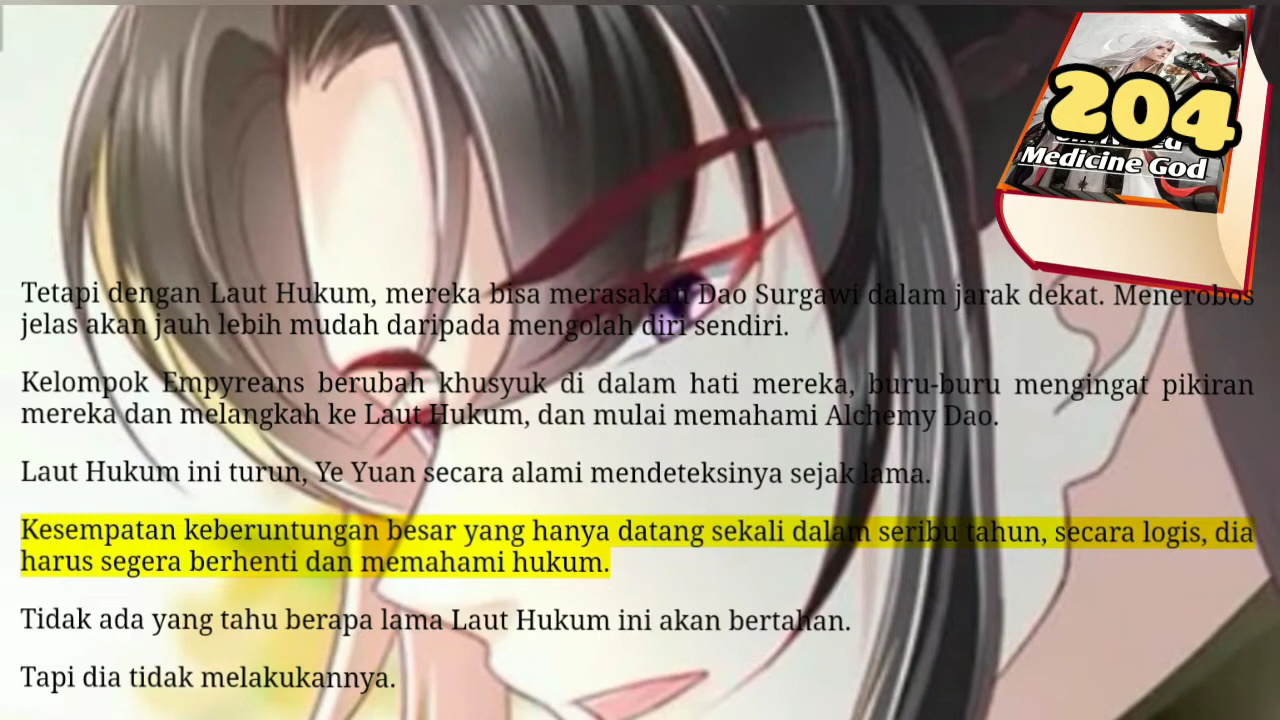 204
Medicine God
Tetapi dengan Laut Hukum, mereka bisa merasakan Dao Surgawi dalam jarak dekat. Menerobos
jelas akan jauh lebih mudah daripada mengolah diri sendiri.
Kelompok Empyreans berubah khusyuk di dalam hati mereka, buru-buru mengingat pikiran
mereka dan melangkah ke Laut Hukum, dan mulai memahami Alchemy Dao.
Laut Hukum ini turun, Ye Yuan secara alami mendeteksinya sejak lama.
Kesempatan keberuntungan besar yang hanya datang sekali dalam seribu tahun, secara logis, dia
harus segera berhenti dan memahami hukum.
Tidak ada yang tahu berapa lama Laut Hukum ini akan bertahan.
Tapi dia tidak melakukannya.